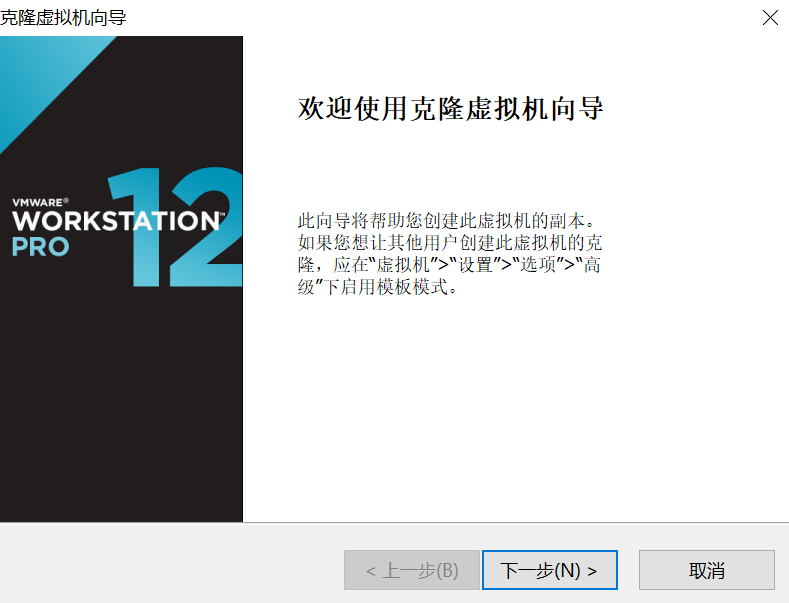 克隆虚拟机向导
欢迎使用克隆虚拟机向导
VMWARE®
WORKSTATION™
PRO
12
此向导将帮助您创建此虚拟机的副本。
如果您想让其他用户创建此虚拟机的克
隆，应在“虚拟机”>“设置”>“选项”>“高
级”下启用模板模式。
< 上一步(B)
下一步(N) >
取消